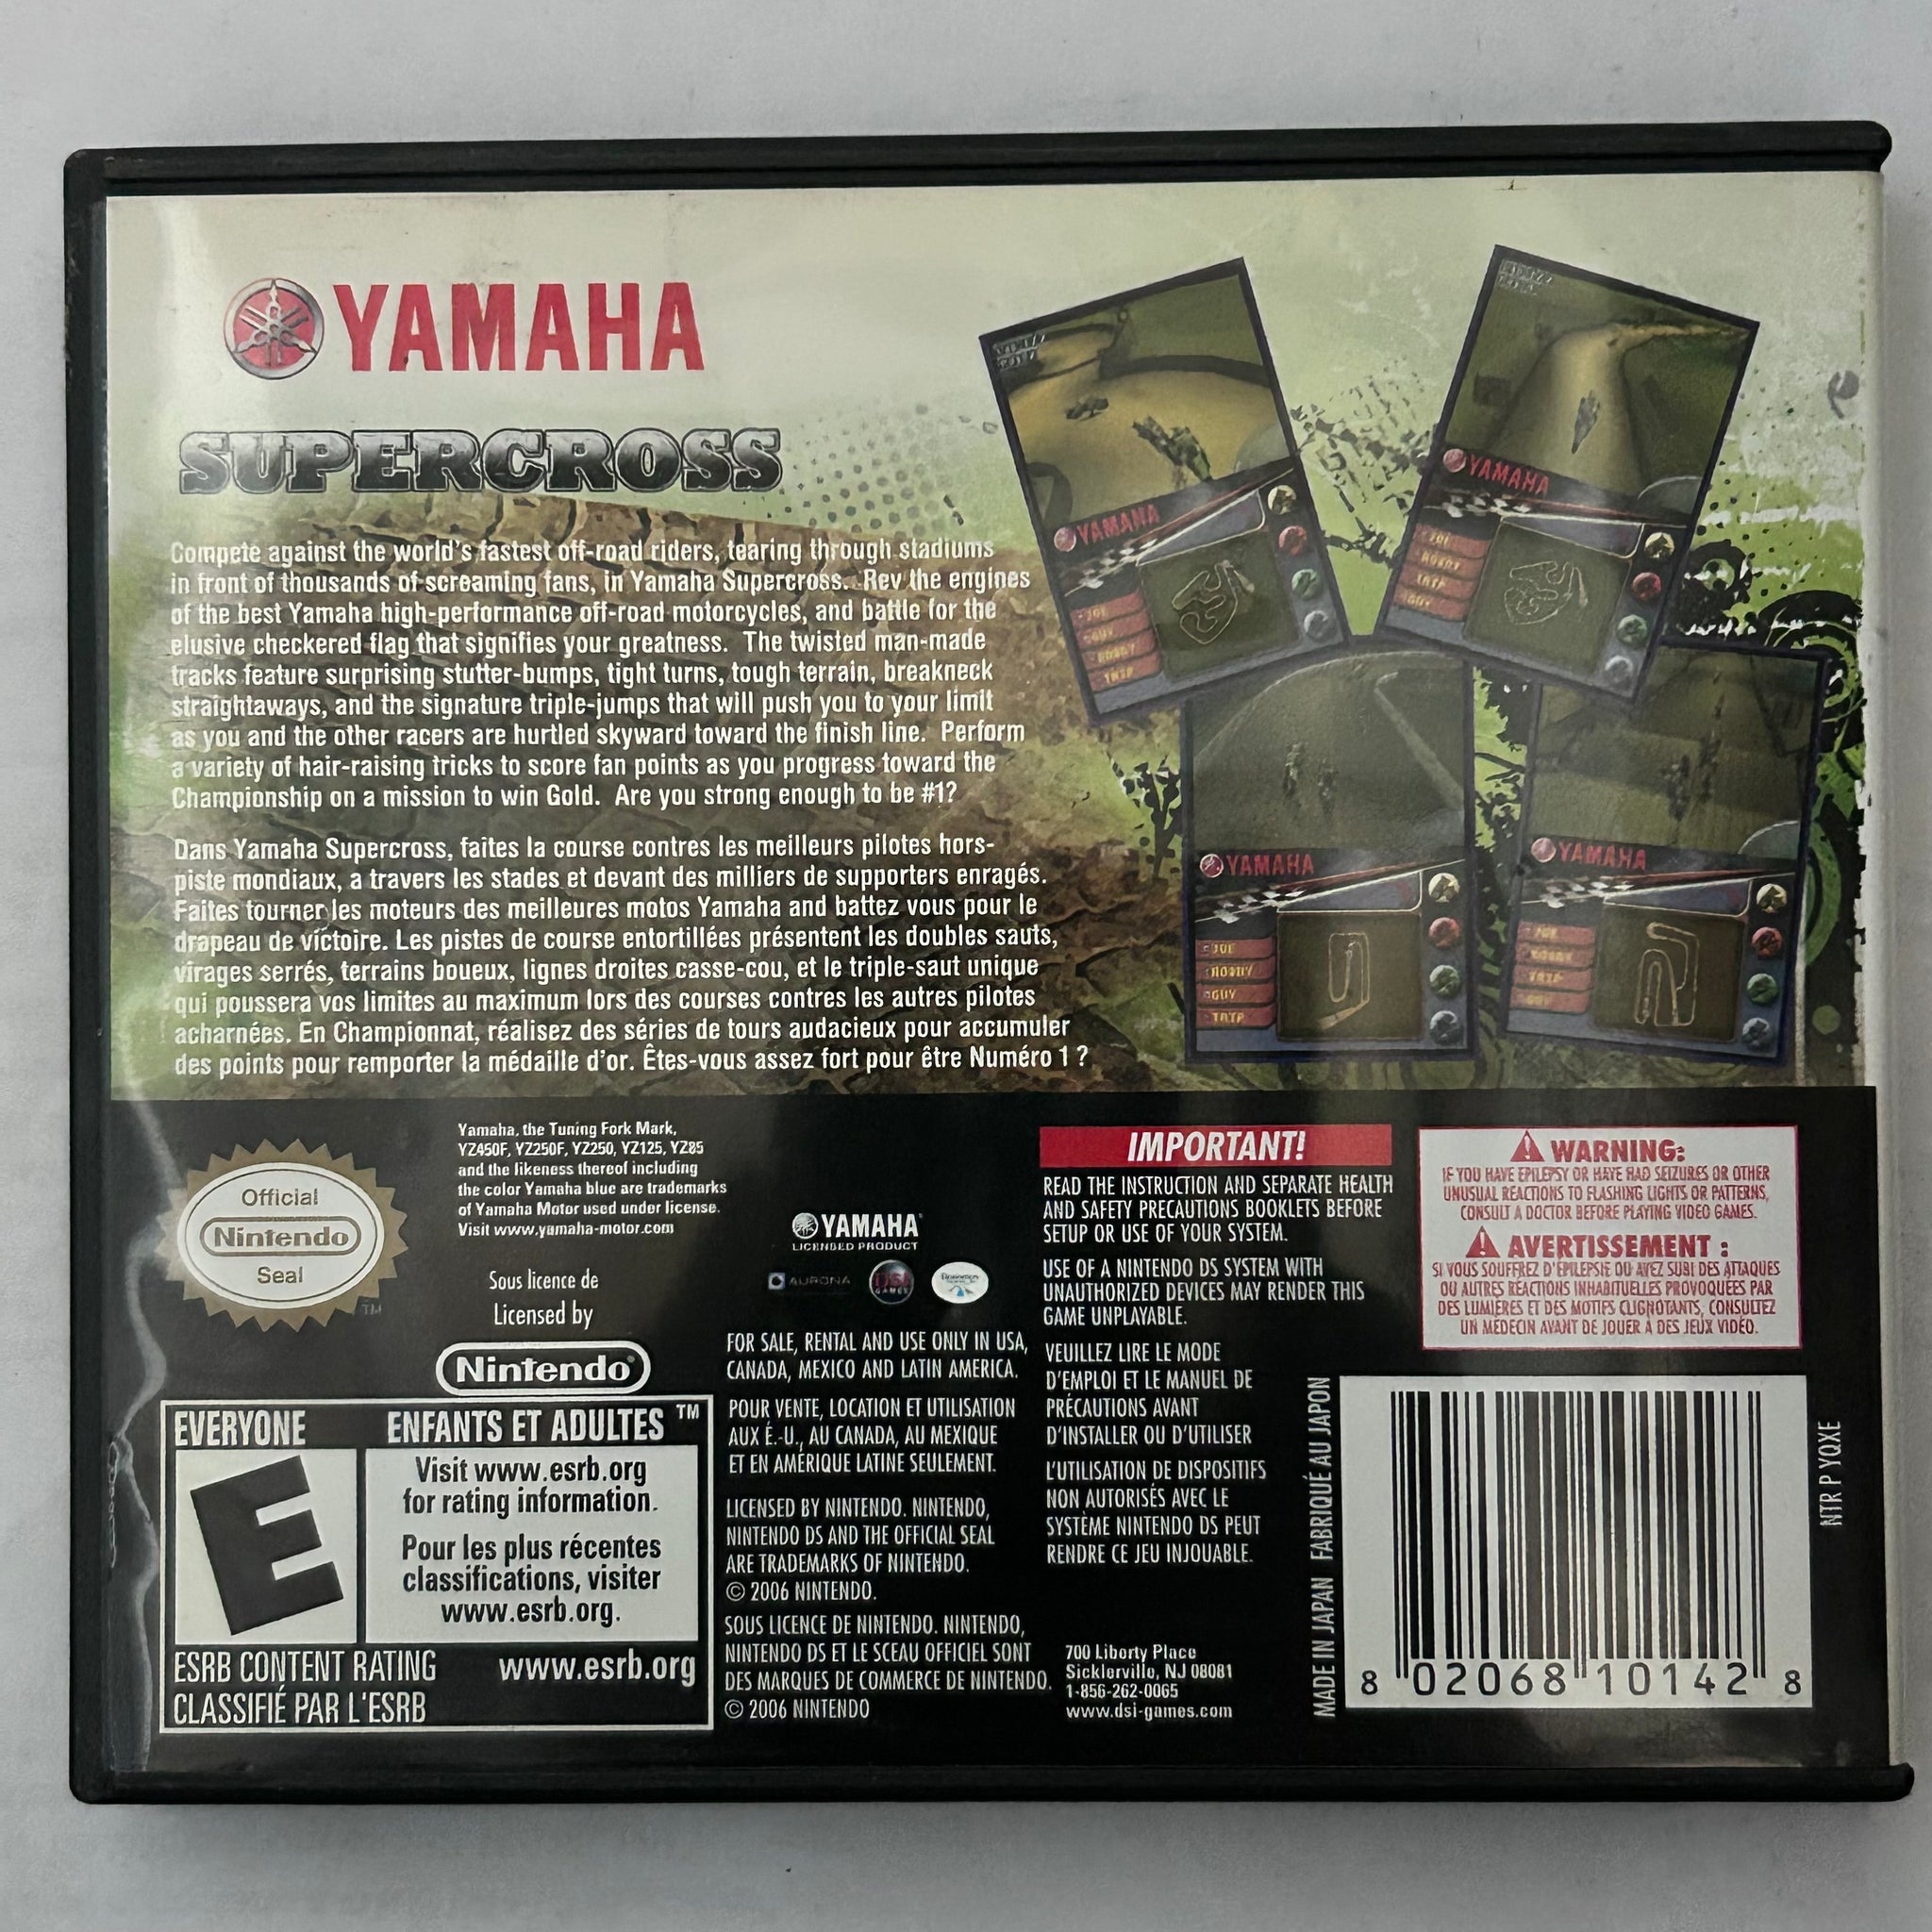 YAMAHA
SUPERCROSS
Compete against the world's fastest off-road riders, tearing through stadiums
in front of thousands of screaming fans, in Yamaha Supercross. Rev the engines
of the best Yamaha high-performance off-road motorcycles, and battle for the
elusive checkered flag that signifies your greatness. The twisted man-made
tracks feature surprising stutter-bumps, tight turns, tough terrain, breakneck
straightaways, and the signature triple-jumps that will push you to your limit
as you and the other racers are hurtled skyward toward the finish line. Perform
a variety of hair-raising tricks to score fan points as you progress toward the
Championship on a mission to win Gold. Are you strong enough to be #1?
Dans Yamaha Supercross, faites la course contres les meilleurs pilotes hors-
piste mondiaux, a travers les stades et devant des milliers de supporters enragés.
Faites tourner les moteurs des meilleures motos Yamaha and battez vous pour le
drapeau de victoire. Les pistes de course entortillées présentent les doubles sauts,
virages serrés, terrains boueux, lignes droites casse-cou, et le triple-saut unique
qui poussera vos limites au maximum lors des courses contres les autres pilotes
acharnées. En Championnat, réalisez des séries de tours audacieux pour accumuler
des points pour remporter la médaille d'or. Êtes-vous assez fort pour être Numéro 1 ?
YAMAHA
JOE
GUY
BOBBY
YAMAHA
JOE
BOBBY
GUY
YAMAHA
JOE
BOBBY
GUY
YAMAHA
JOE
BOBBY
Official
Nintendo
Seal
TM
Yamaha, the Tuning Fork Mark,
YZ450F, YZ250F, YZ250, YZ125, YZ85
and the likeness thereof including
the color Yamaha blue are trademarks
of Yamaha Motor used under license.
Visit www.yamaha-motor.com
Sous licence de
Licensed by
Nintendo®
EVERYONE
ENFANTS ET ADULTES ™
E
Visit www.esrb.org
for rating information.
Pour les plus récentes
classifications, visiter
www.esrb.org.
ESRB CONTENT RATING www.esrb.org
CLASSIFIÉ PAR L'ESRB
YAMAHA
LICENSED PRODUCT
AURONA
DSI
GAMES
FOR SALE, RENTAL AND USE ONLY IN USA,
CANADA, MEXICO AND LATIN AMERICA.
POUR VENTE, LOCATION ET UTILISATION
AUX É.-U., AU CANADA, AU MEXIQUE
ET EN AMÉRIQUE LATINE SEULEMENT.
LICENSED BY NINTENDO. NINTENDO,
NINTENDO DS AND THE OFFICIAL SEAL
ARE TRADEMARKS OF NINTENDO.
© 2006 NINTENDO.
SOUS LICENCE DE NINTENDO. NINTENDO,
NINTENDO DS ET LE SCEAU OFFICIEL SONT
DES MARQUES DE COMMERCE DE NINTENDO.
© 2006 NINTENDO
IMPORTANT!
READ THE INSTRUCTION AND SEPARATE HEALTH
AND SAFETY PRECAUTIONS BOOKLETS BEFORE
SETUP OR USE OF YOUR SYSTEM.
USE OF A NINTENDO DS SYSTEM WITH
UNAUTHORIZED DEVICES MAY RENDER THIS
GAME UNPLAYABLE.
VEUILLEZ LIRE LE MODE
D'EMPLOI ET LE MANUEL DE
PRÉCAUTIONS AVANT
D'INSTALLER OU D'UTILISER
L'UTILISATION DE DISPOSITIFS
NON AUTORISÉS AVEC LE
SYSTÈME NINTENDO DS PEUT
RENDRE CE JEU INJOUABLE.
700 Liberty Place
Sicklerville, NJ 08081
1-856-262-0065
www.dsi-games.com
WARNING:
IF YOU HAVE EPILEPSY OR HAVE HAD SEIZURES OR OTHER
UNUSUAL REACTIONS TO FLASHING LIGHTS OR PATTERNS,
CONSULT A DOCTOR BEFORE PLAYING VIDEO GAMES.
AVERTISSEMENT :
SI VOUS SOUFFREZ D'ÉPILEPSIE OU AVEZ SUBI DES ATTAQUES
OU AUTRES RÉACTIONS INHABITUELLES PROVOQUÉES PAR
DES LUMIÈRES ET DES MOTIFS CLIGNOTANTS, CONSULTEZ
UN MÉDECIN AVANT DE JOUER À DES JEUX VIDÉO.
MADE IN JAPAN FABRIQUÉ AU JAPON
8 02068 10142 8
NTR P YQXE